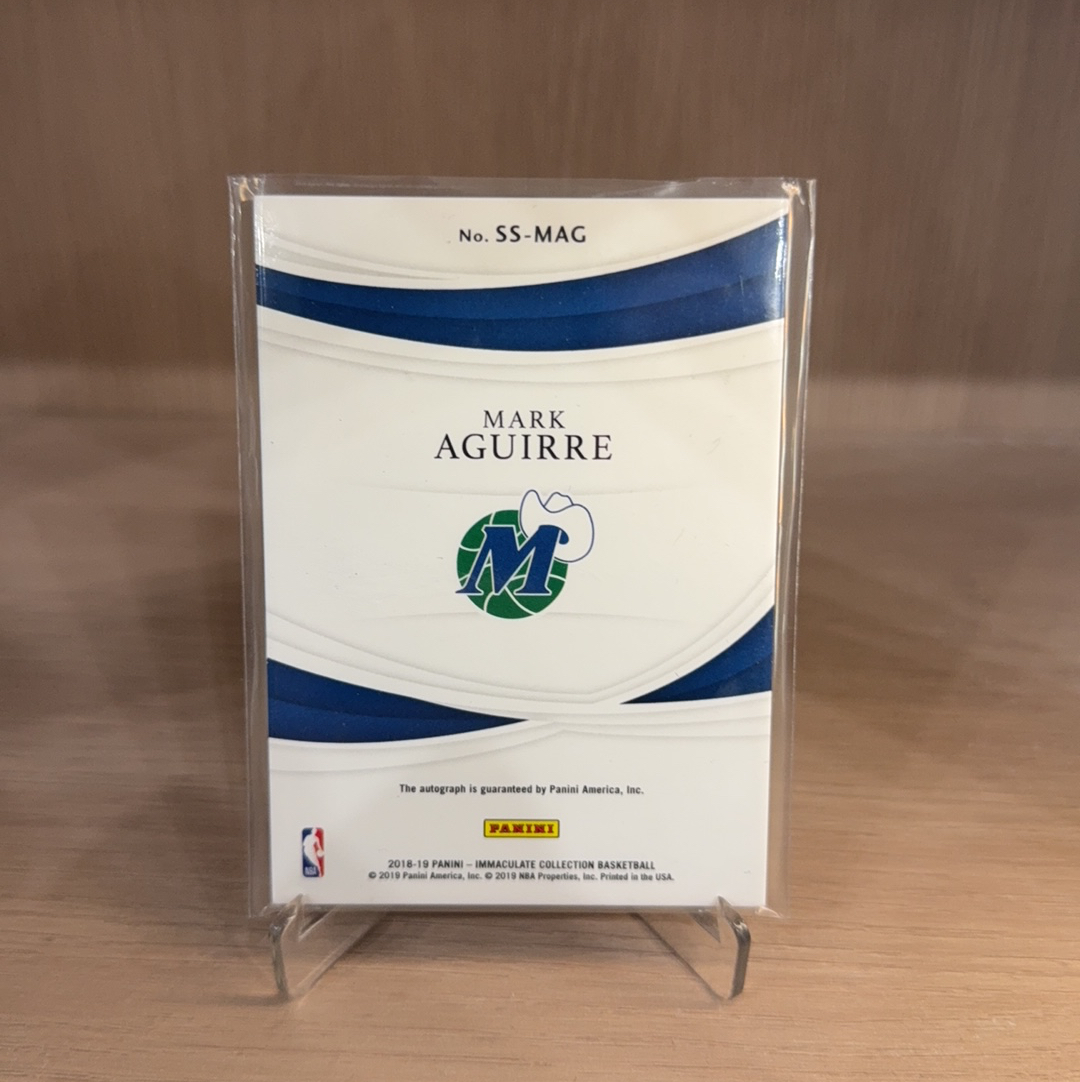 No. SS-MAG
MARK
AGUIRRE
M
The autograph is guaranteed by Panini America, Inc.
PANINI
NBA
2018-19 PANINI – IMMACULATE COLLECTION BASKETBALL
© 2019 Panini America, Inc. © 2019 NBA Properties, Inc. Printed in the USA.